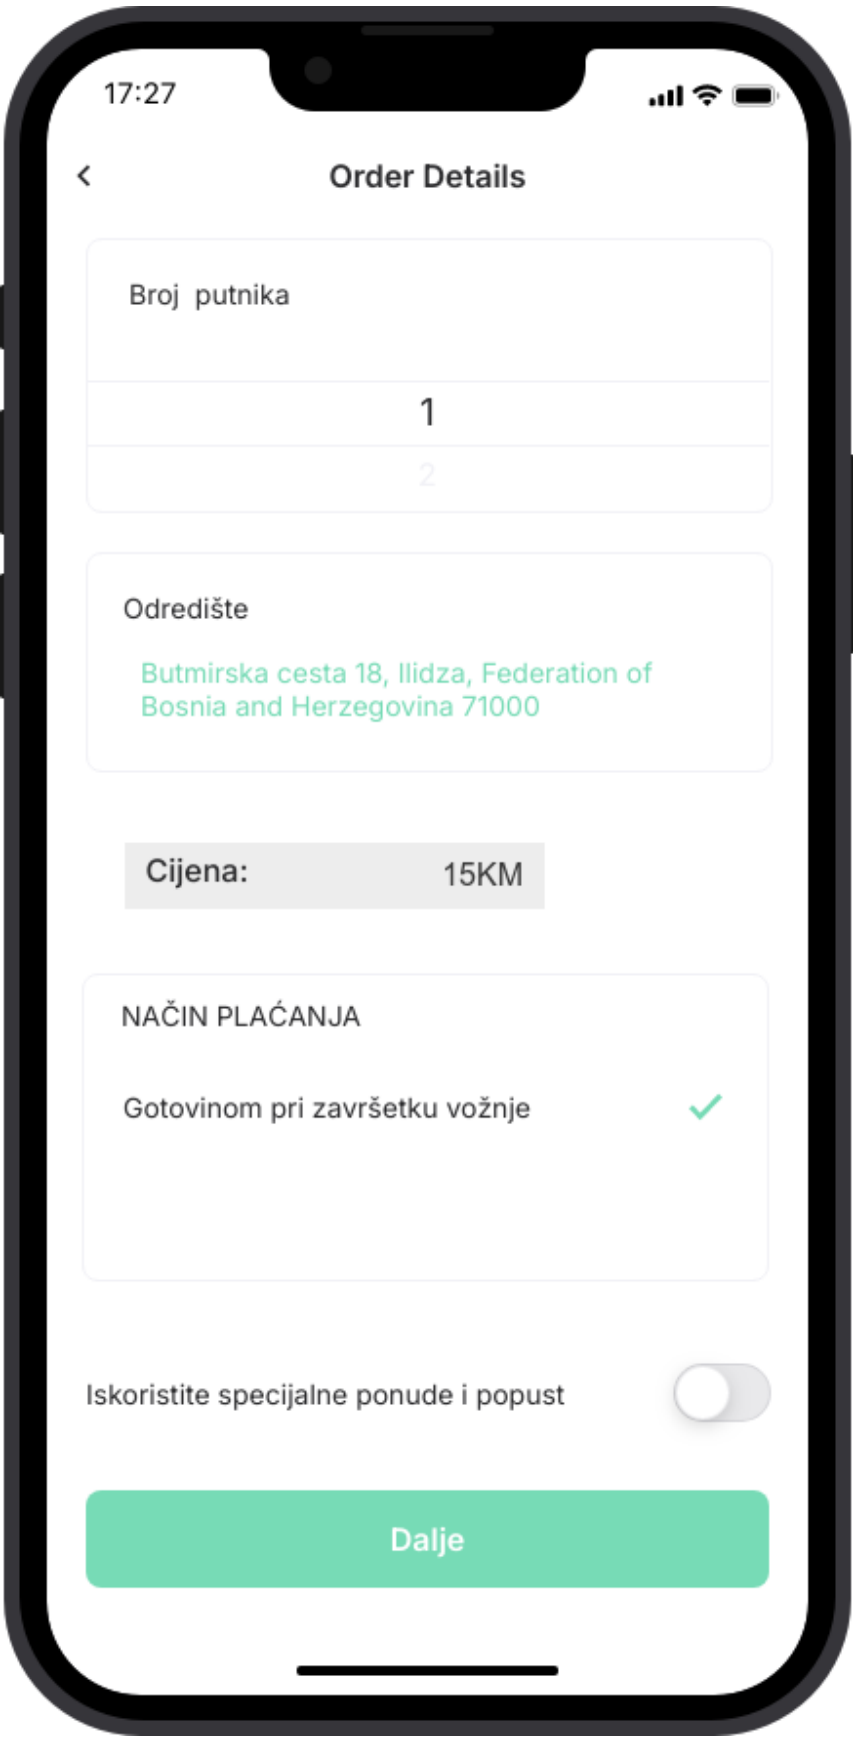 17:27
Order Details
Broj putnika
1
2
Odredište
Butmirska cesta 18, Ilidza, Federation of
Bosnia and Herzegovina 71000
Cijena: 15KM
NAČIN PLAĆANJA
Gotovinom pri završetku vožnje
Iskoristite specijalne ponude i popust
Dalje